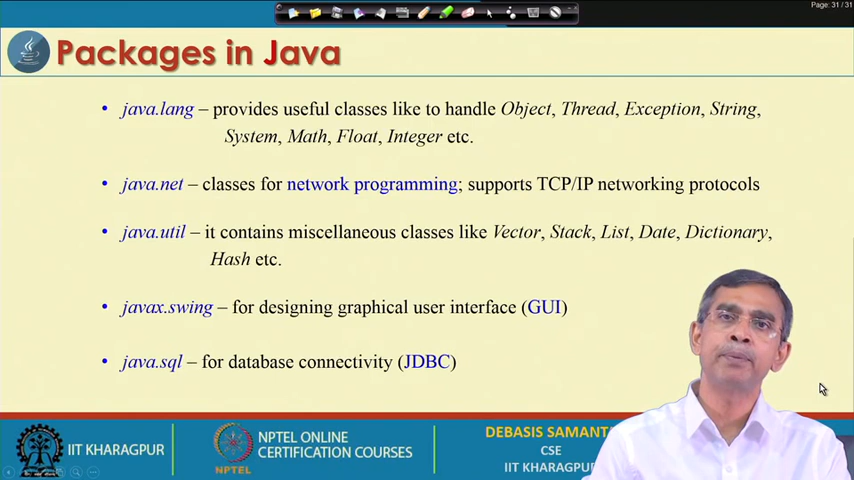 Page: 31 / 31
Packages in Java
• java.lang – provides useful classes like to handle Object, Thread, Exception, String,
System, Math, Float, Integer etc.
• java.net – classes for network programming; supports TCP/IP networking protocols
• java.util – it contains miscellaneous classes like Vector, Stack, List, Date, Dictionary,
Hash etc.
• javax.swing – for designing graphical user interface (GUI)
• java.sql – for database connectivity (JDBC)
IIT KHARAGPUR
NPTEL
NPTEL ONLINE
CERTIFICATION COURSES
DEBASIS SAMANT
CSE
IIT KHARAGPUR